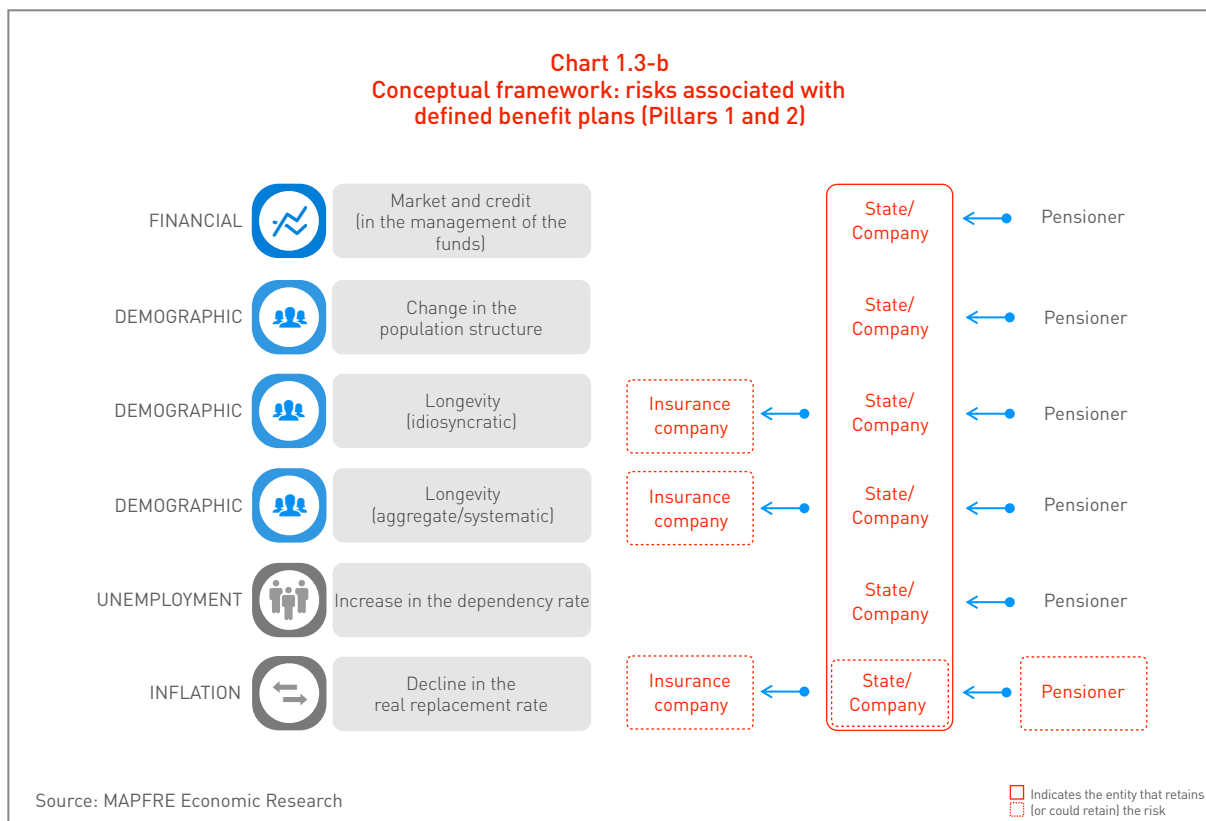 Chart 1.3-b
Conceptual framework: risks associated with
defined benefit plans (Pillars 1 and 2)
FINANCIAL
Market and credit
(in the management of the
funds)
State/
Company
Pensioner
DEMOGRAPHIC
Change in the
population structure
State/
Company
Pensioner
DEMOGRAPHIC
Longevity
(idiosyncratic)
Insurance
company
State/
Company
Pensioner
DEMOGRAPHIC
Longevity
(aggregate/systematic)
Insurance
company
State/
Company
Pensioner
UNEMPLOYMENT
Increase in the dependency rate
State/
Company
Pensioner
INFLATION
Decline in the
real replacement rate
Insurance
company
State/
Company
Pensioner
Source: MAPFRE Economic Research
Indicates the entity that retains
(or could retain) the risk